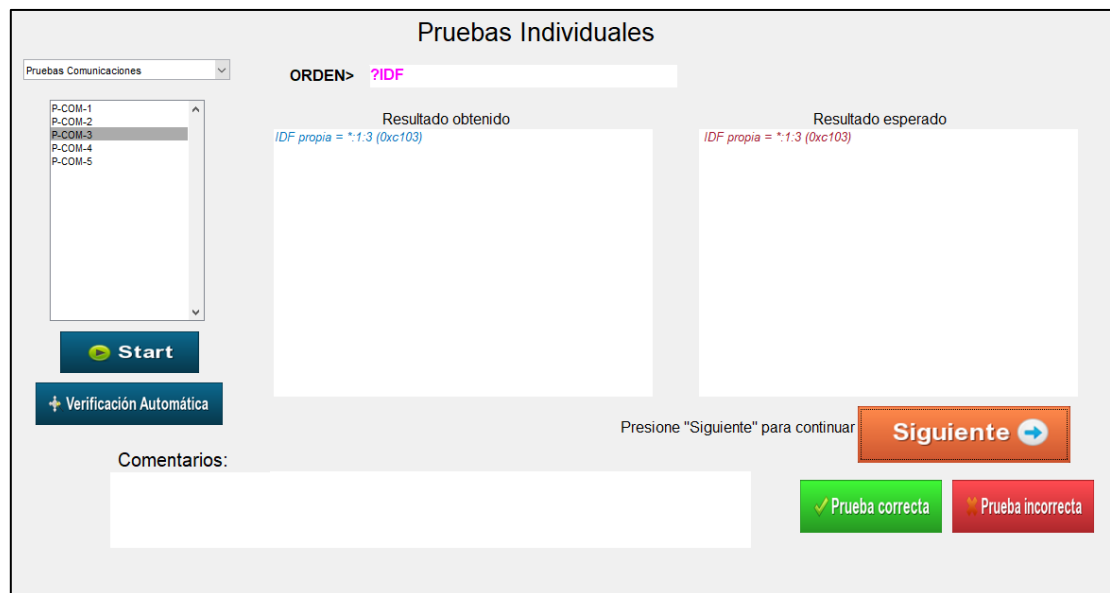 Pruebas Individuales
Pruebas Comunicaciones
ORDEN> ?IDF
P-COM-1
P-COM-2
P-COM-3
P-COM-4
P-COM-5
Resultado obtenido
IDF propia = *:1:3 (0xc103)
Resultado esperado
IDF propia = *:1:3 (0xc103)
Start
Verificación Automática
Presione "Siguiente" para continuar
Siguiente
Comentarios:
Prueba correcta
Prueba incorrecta